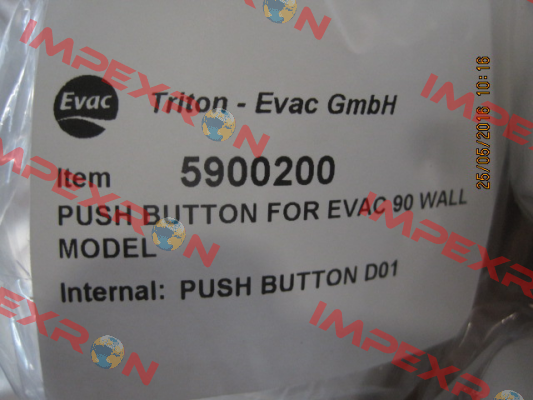 Evac
Triton - Evac GmbH
Item 5900200
PUSH BUTTON FOR EVAC 90 WALL
MODEL
Internal: PUSH BUTTON D01
25/05/2016 10:16
IMPEXRON
IMPEXRON
IMPEXRON
IMPEXRON
IMPEXRON